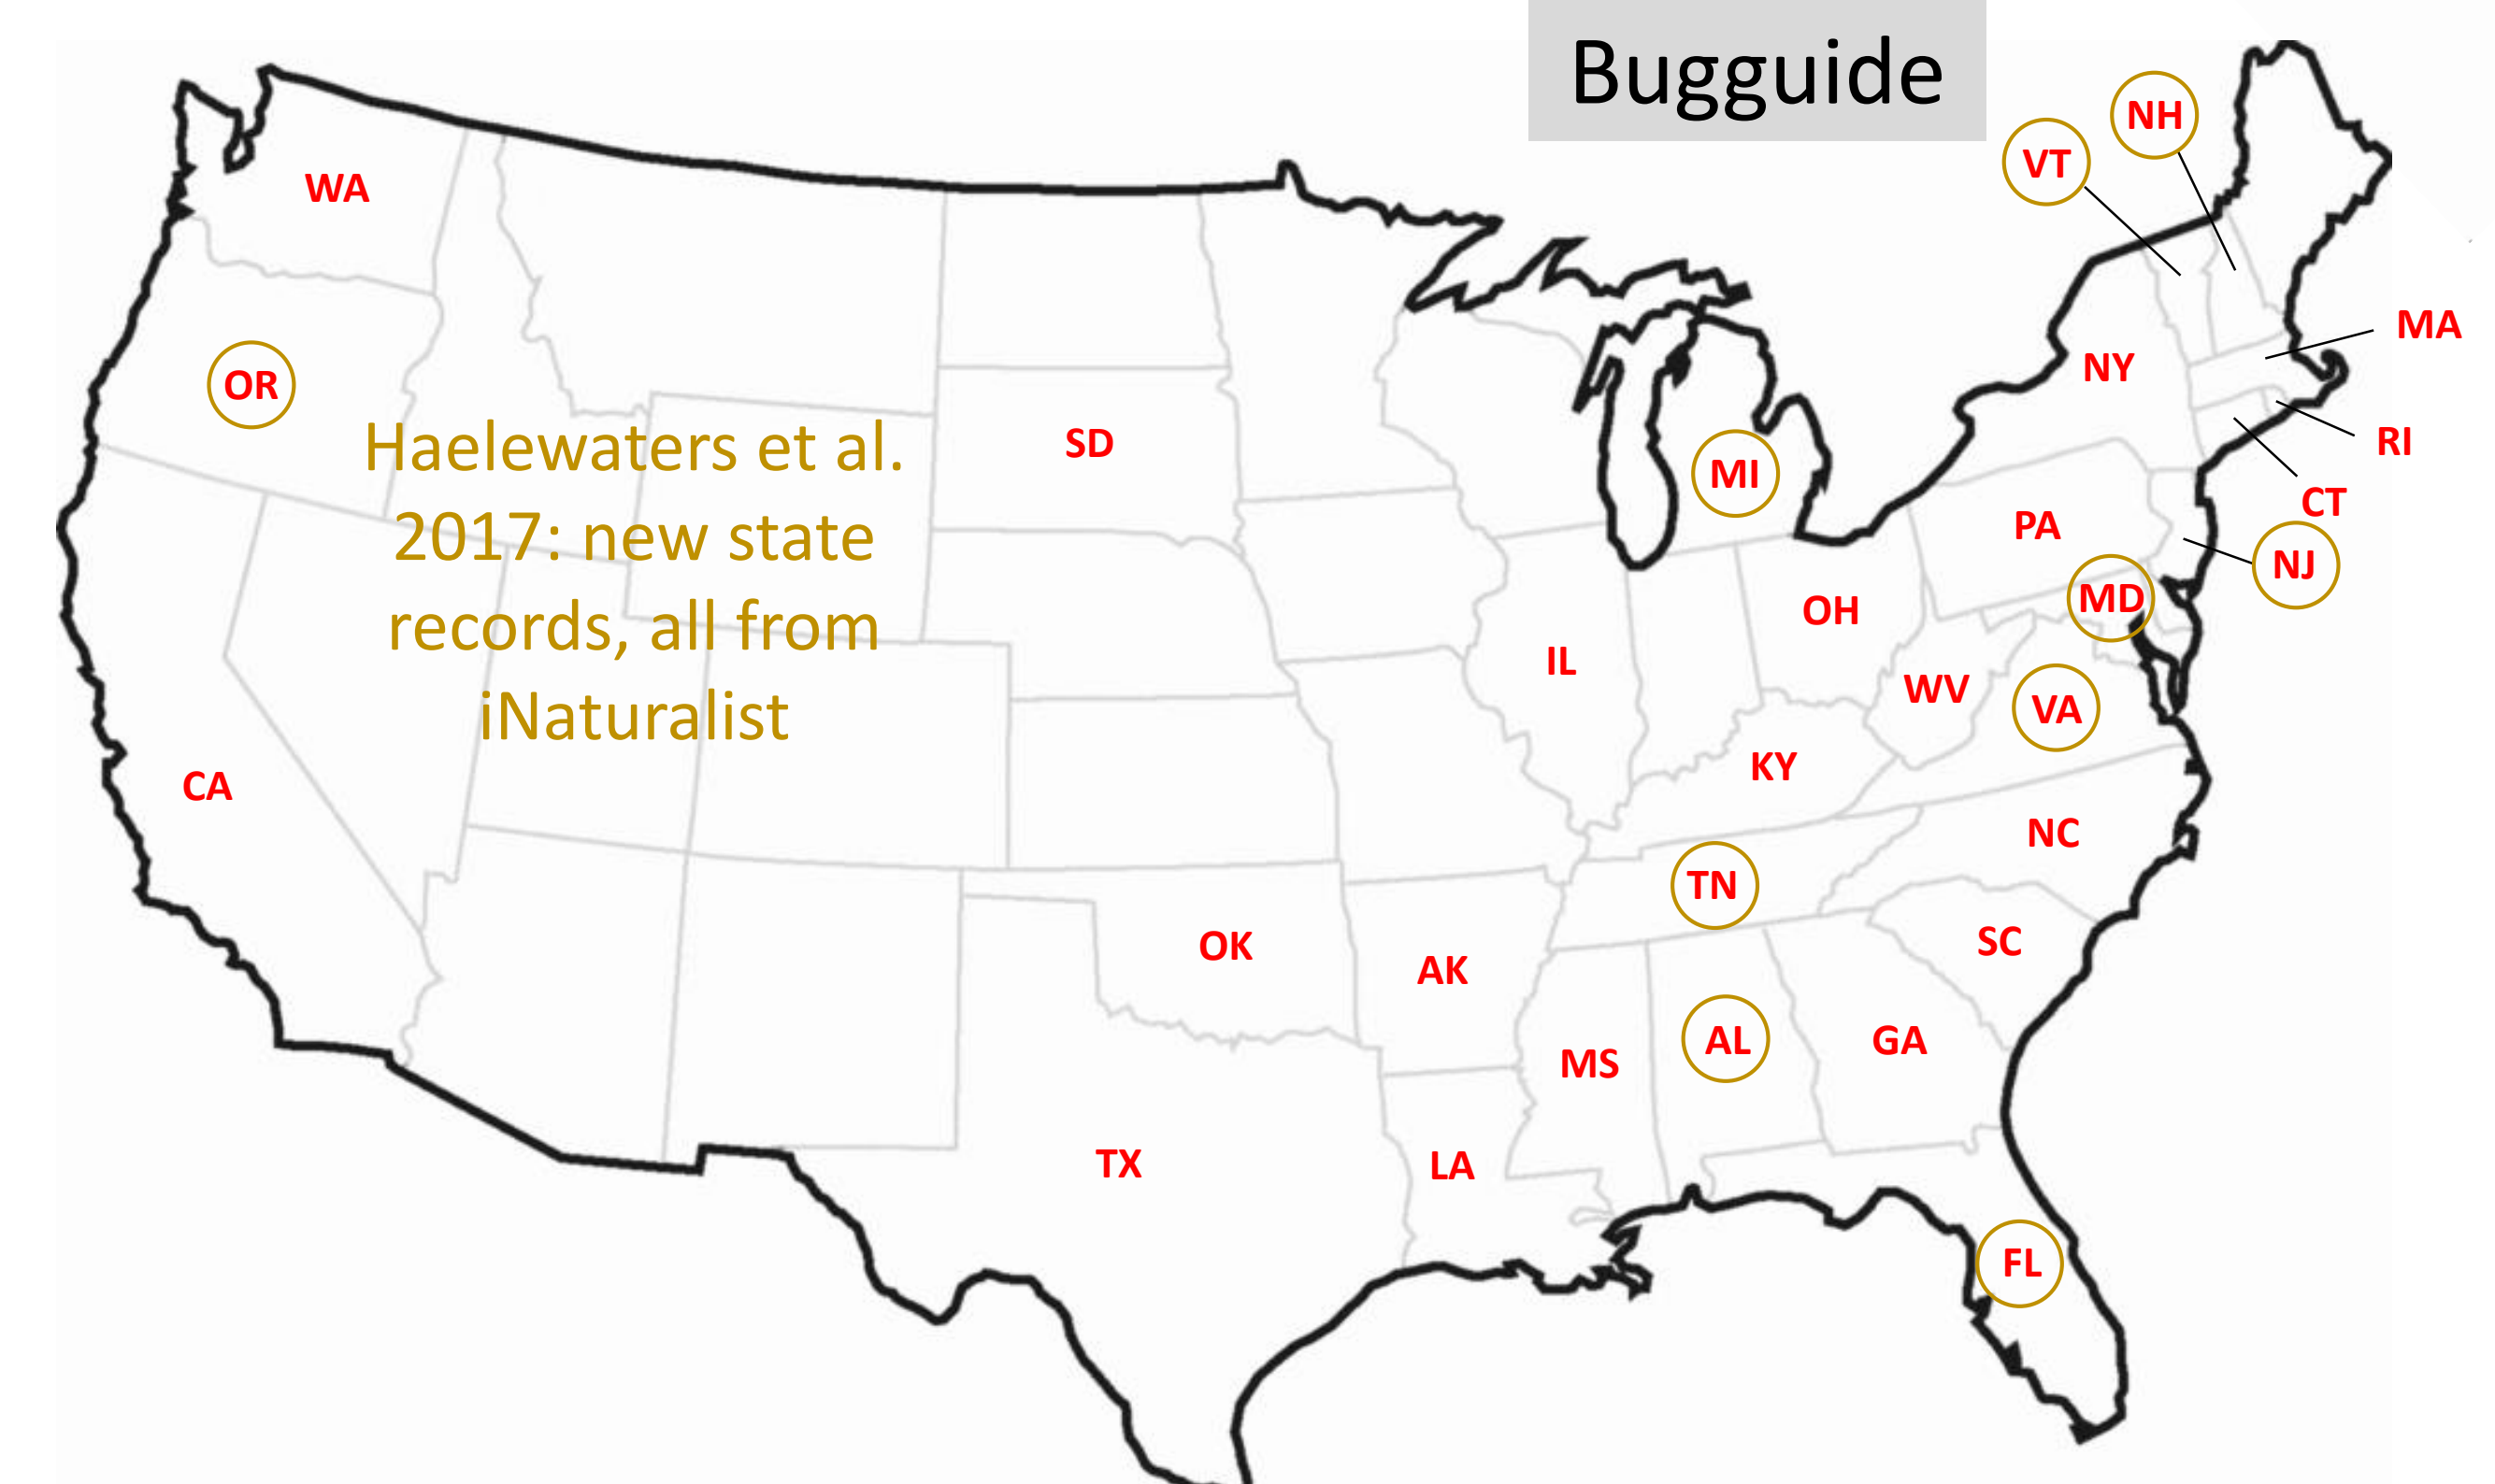 Bugguide
NH
VT
WA
MA
NY
OR
Haelewaters et al.
2017: new state
records, all from
iNaturalist
SD
MI
RI
CT
PA
NJ
MD
OH
IL
WV
VA
KY
CA
NC
TN
OK
AK
SC
MS
AL
GA
TX
LA
FL